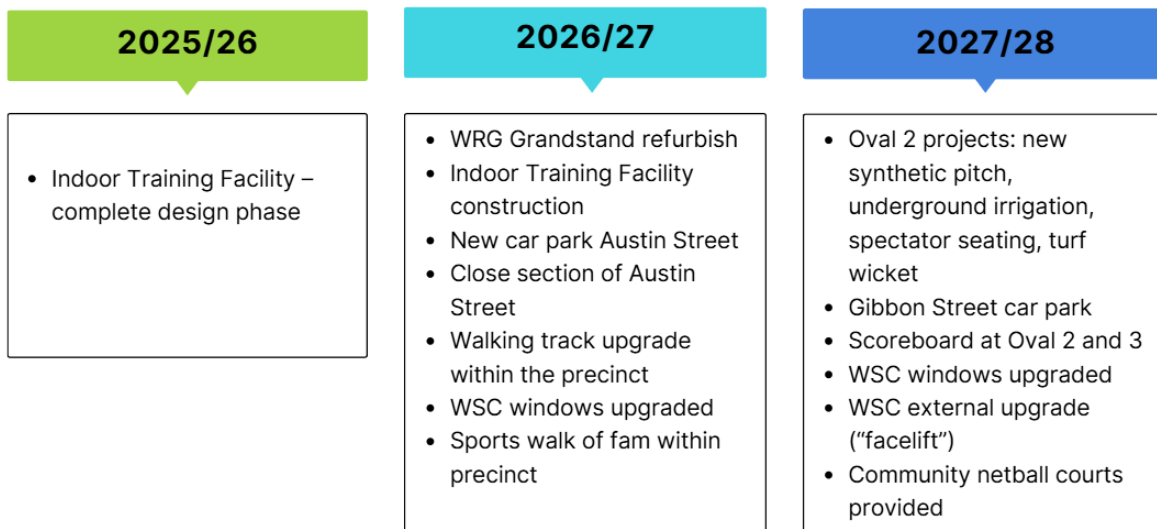 2025/26
• Indoor Training Facility –
complete design phase
2026/27
• WRG Grandstand refurbish
• Indoor Training Facility
construction
• New car park Austin Street
• Close section of Austin
Street
• Walking track upgrade
within the precinct
• WSC windows upgraded
• Sports walk of fam within
precinct
2027/28
• Oval 2 projects: new
synthetic pitch,
underground irrigation,
spectator seating, turf
wicket
• Gibbon Street car park
• Scoreboard at Oval 2 and 3
• WSC windows upgraded
• WSC external upgrade
(“facelift”)
• Community netball courts
provided